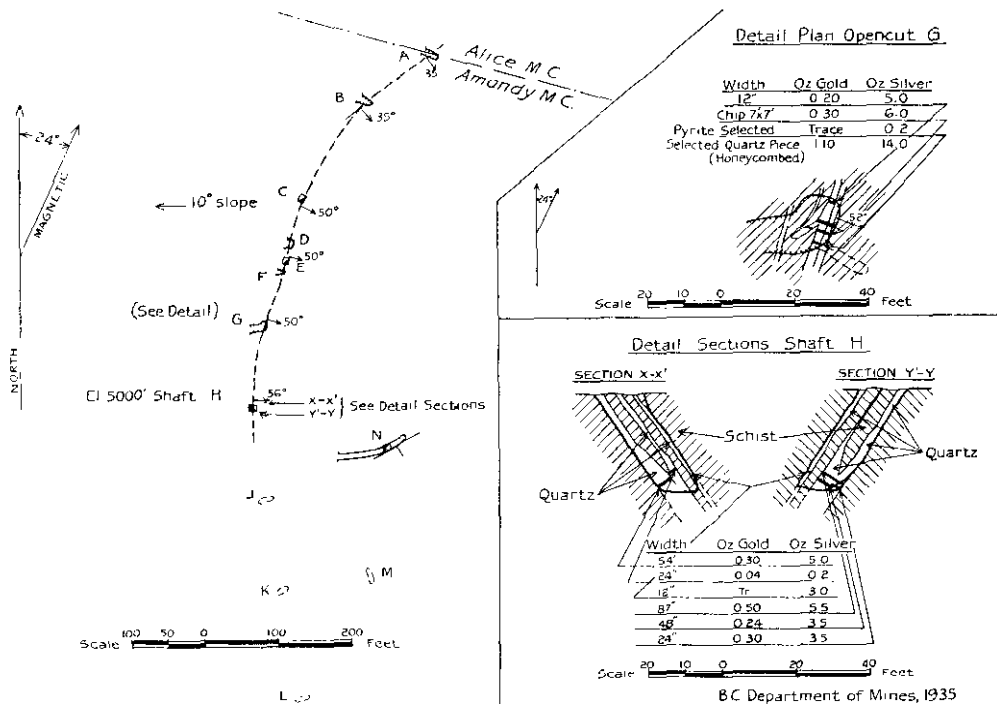 Alice M.C.
Amandy M.C.
A
35
B
35°
24°
MAGNETIC
NORTH
10° Slope
C
50°
D
50°
E
F
(See Detail)
G
50°
El 5000' Shaft H
56°
X-X'
Y'-Y
See Detail Sections
N
J
K
M
L
100 50 0 100 200
Scale Feet
Detail Plan Opencut G
Width Oz Gold Oz Silver
12" 0.20 5.0
Chip 7'x7' 0.30 6.0
Pyrite Selected Trace 0.2
Selected Quartz Piece 1.10 14.0
(Honeycombed)
24°
52°
20 10 0 20 40
Scale Feet
Detail Sections Shaft H
SECTION X-X' SECTION Y'-Y
Schist
Quartz
Quartz
Width Oz Gold Oz Silver
54" 0.30 5.0
24" 0.04 0.2
12" Tr 3.0
87" 0.50 5.5
48" 0.24 3.5
24" 0.30 3.5
20 10 0 20 40
Scale Feet
BC Department of Mines, 1935